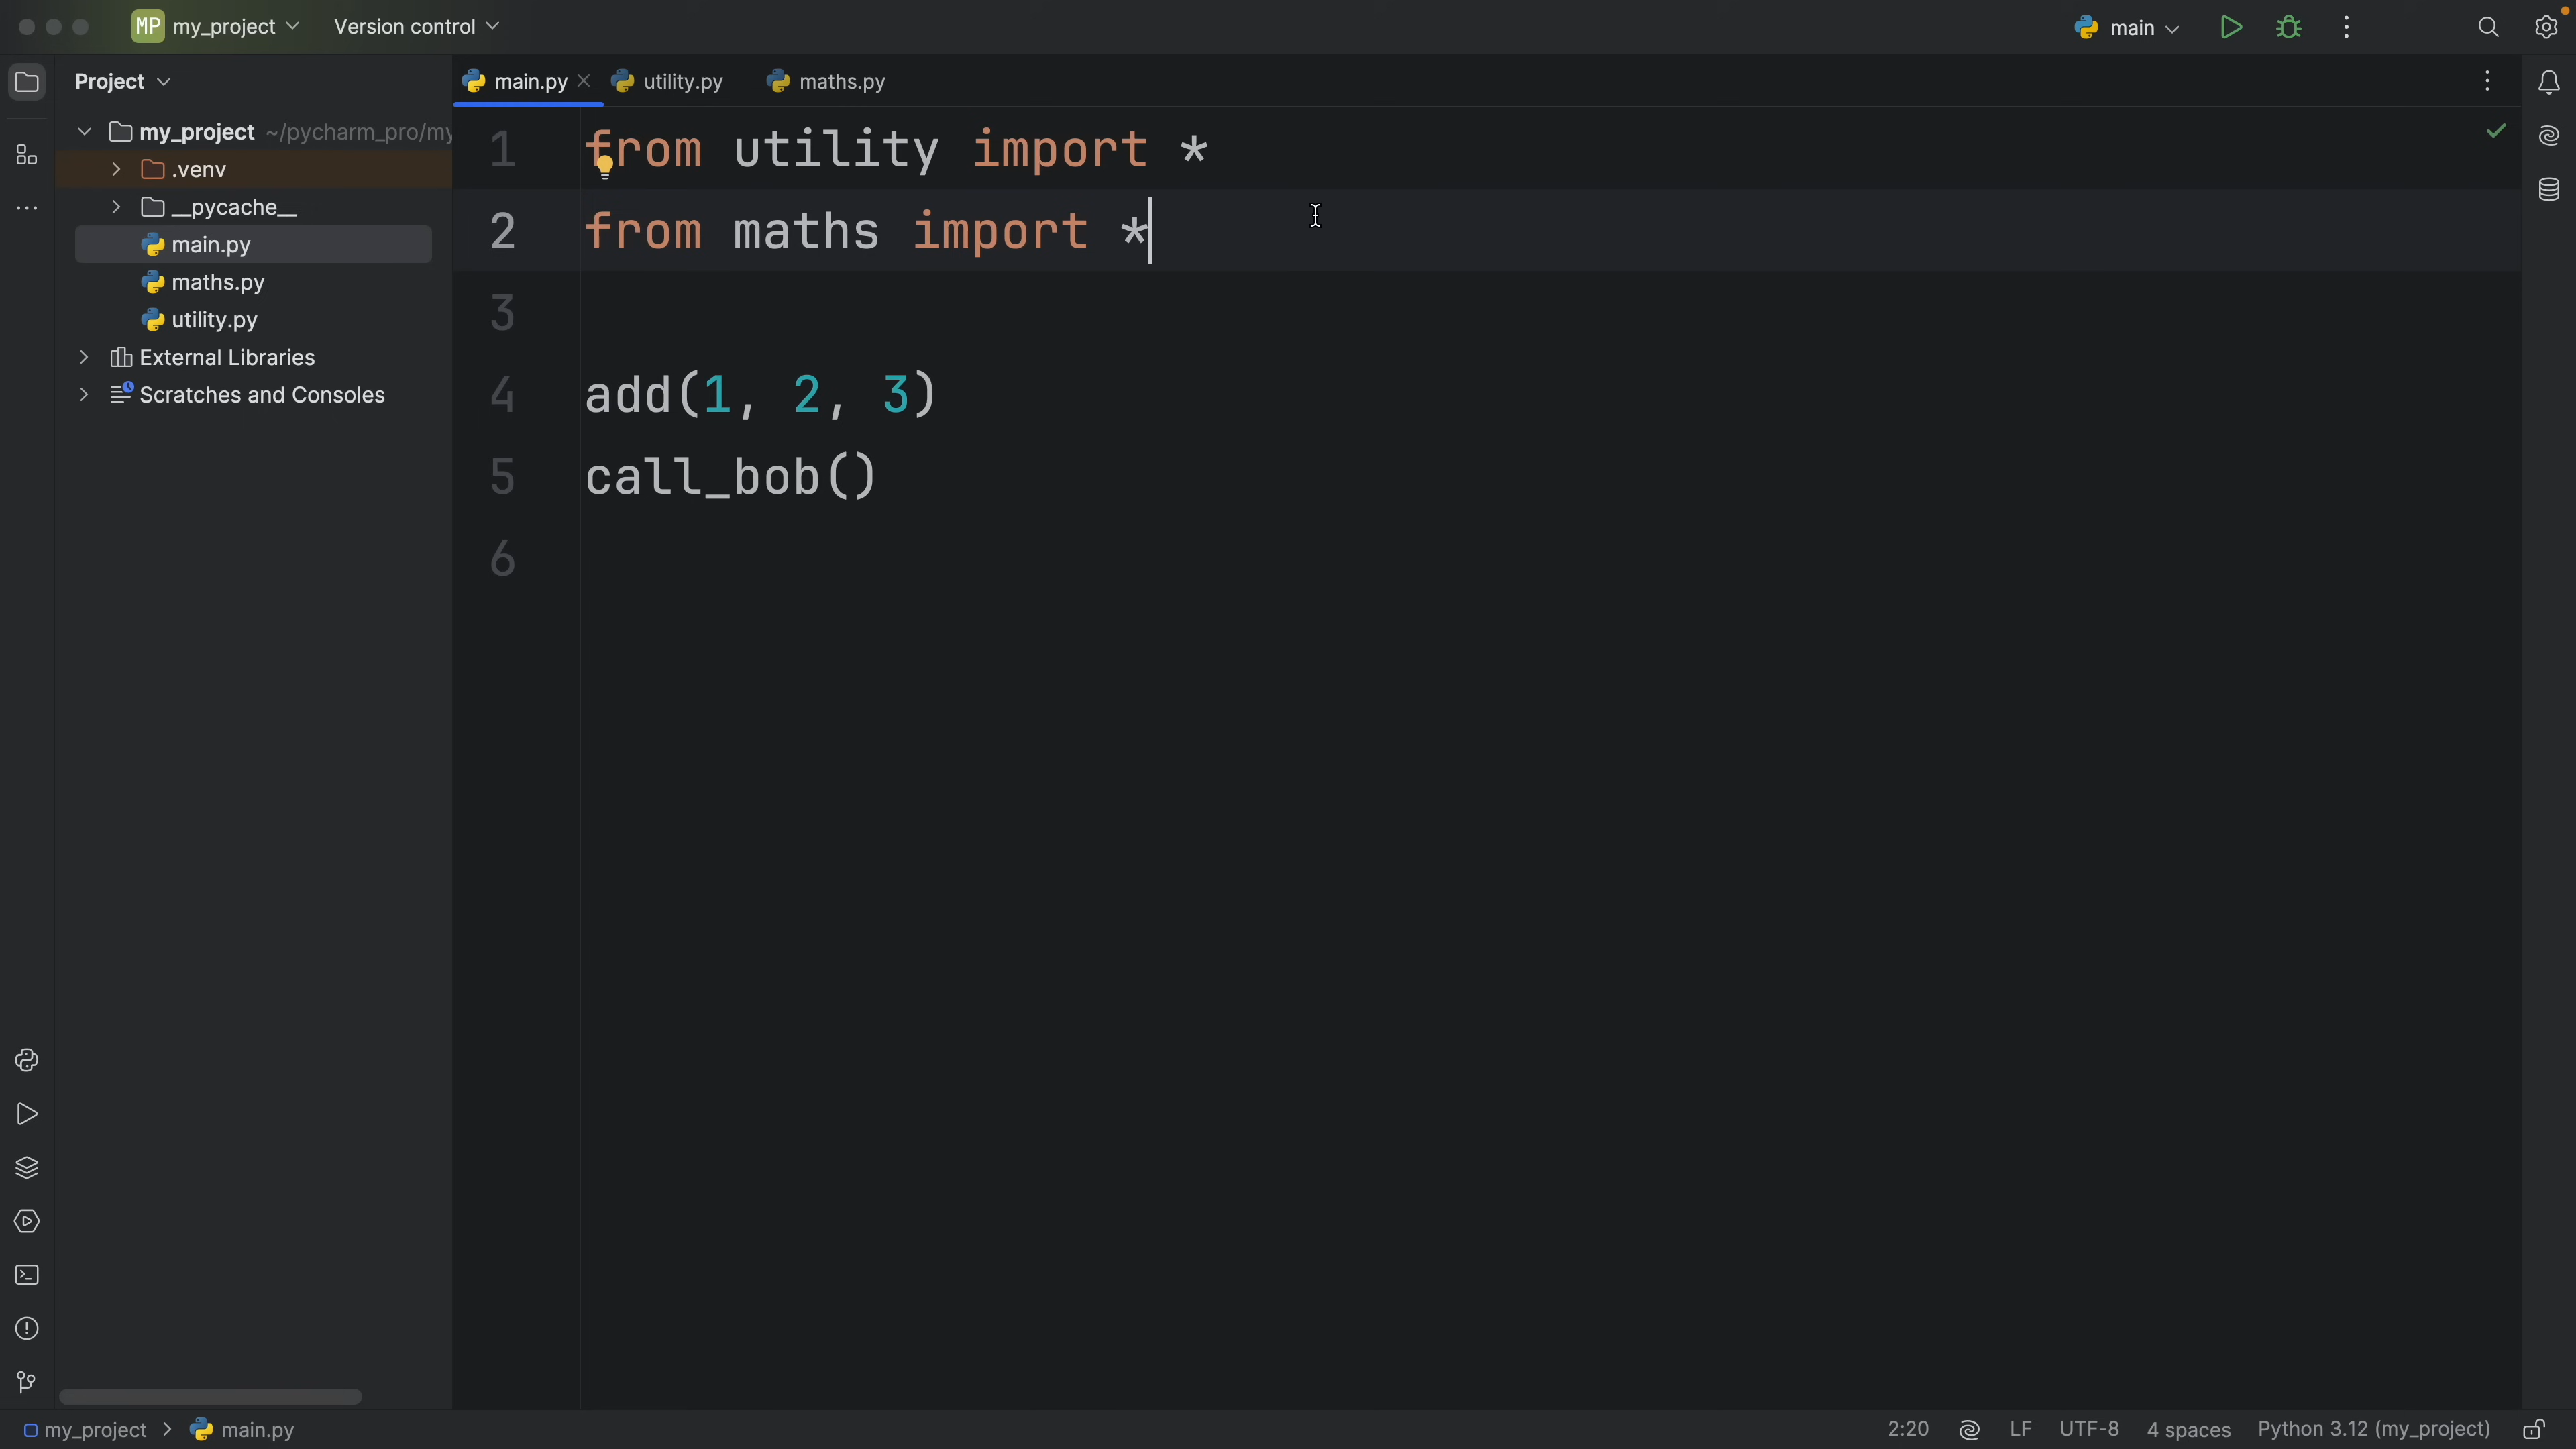 MP my_project Version control main
Project
main.py utility.py maths.py
my_project ~/pycharm_pro/my
.venv
__pycache__
main.py
maths.py
utility.py
External Libraries
Scratches and Consoles
1 from utility import *
2 from maths import *
3
4 add(1, 2, 3)
5 call_bob()
6
my_project main.py 2:20 LF UTF-8 4 spaces Python 3.12 (my_project)